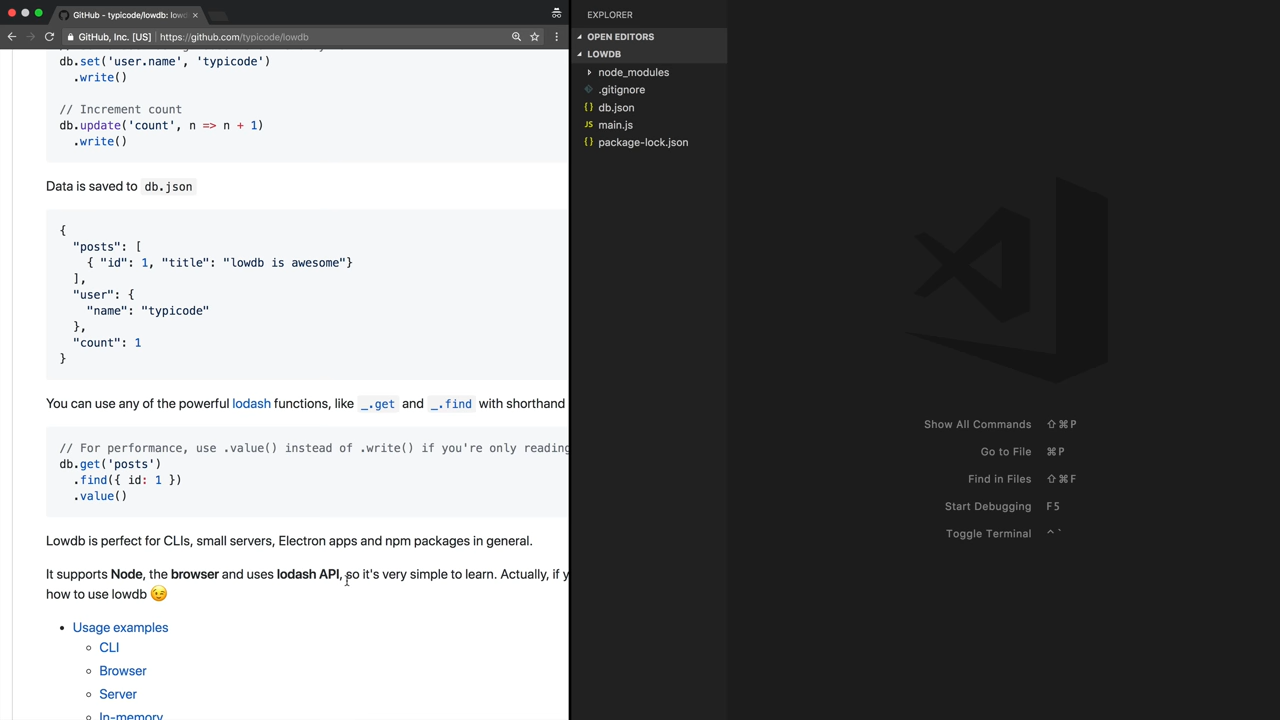 GitHub - typicode/lowdb: low
GitHub, Inc. [US] https://github.com/typicode/lowdb
db.set('user.name', 'typicode')
.write()
// Increment count
db.update('count', n => n + 1)
.write()
Data is saved to db.json
{
"posts": [
{ "id": 1, "title": "lowdb is awesome"}
],
"user": {
"name": "typicode"
},
"count": 1
}
You can use any of the powerful lodash functions, like _.get and _.find with shorthand
// For performance, use .value() instead of .write() if you're only reading
db.get('posts')
.find({ id: 1 })
.value()
Lowdb is perfect for CLIs, small servers, Electron apps and npm packages in general.
It supports Node, the browser and uses lodash API, so it's very simple to learn. Actually, if y
how to use lowdb 😉
Usage examples
CLI
Browser
Server
In-memory
EXPLORER
OPEN EDITORS
LOWDB
node_modules
.gitignore
{} db.json
JS main.js
{} package-lock.json
Show All Commands ⇧⌘P
Go to File ⌘P
Find in Files ⇧⌘F
Start Debugging F5
Toggle Terminal ^`